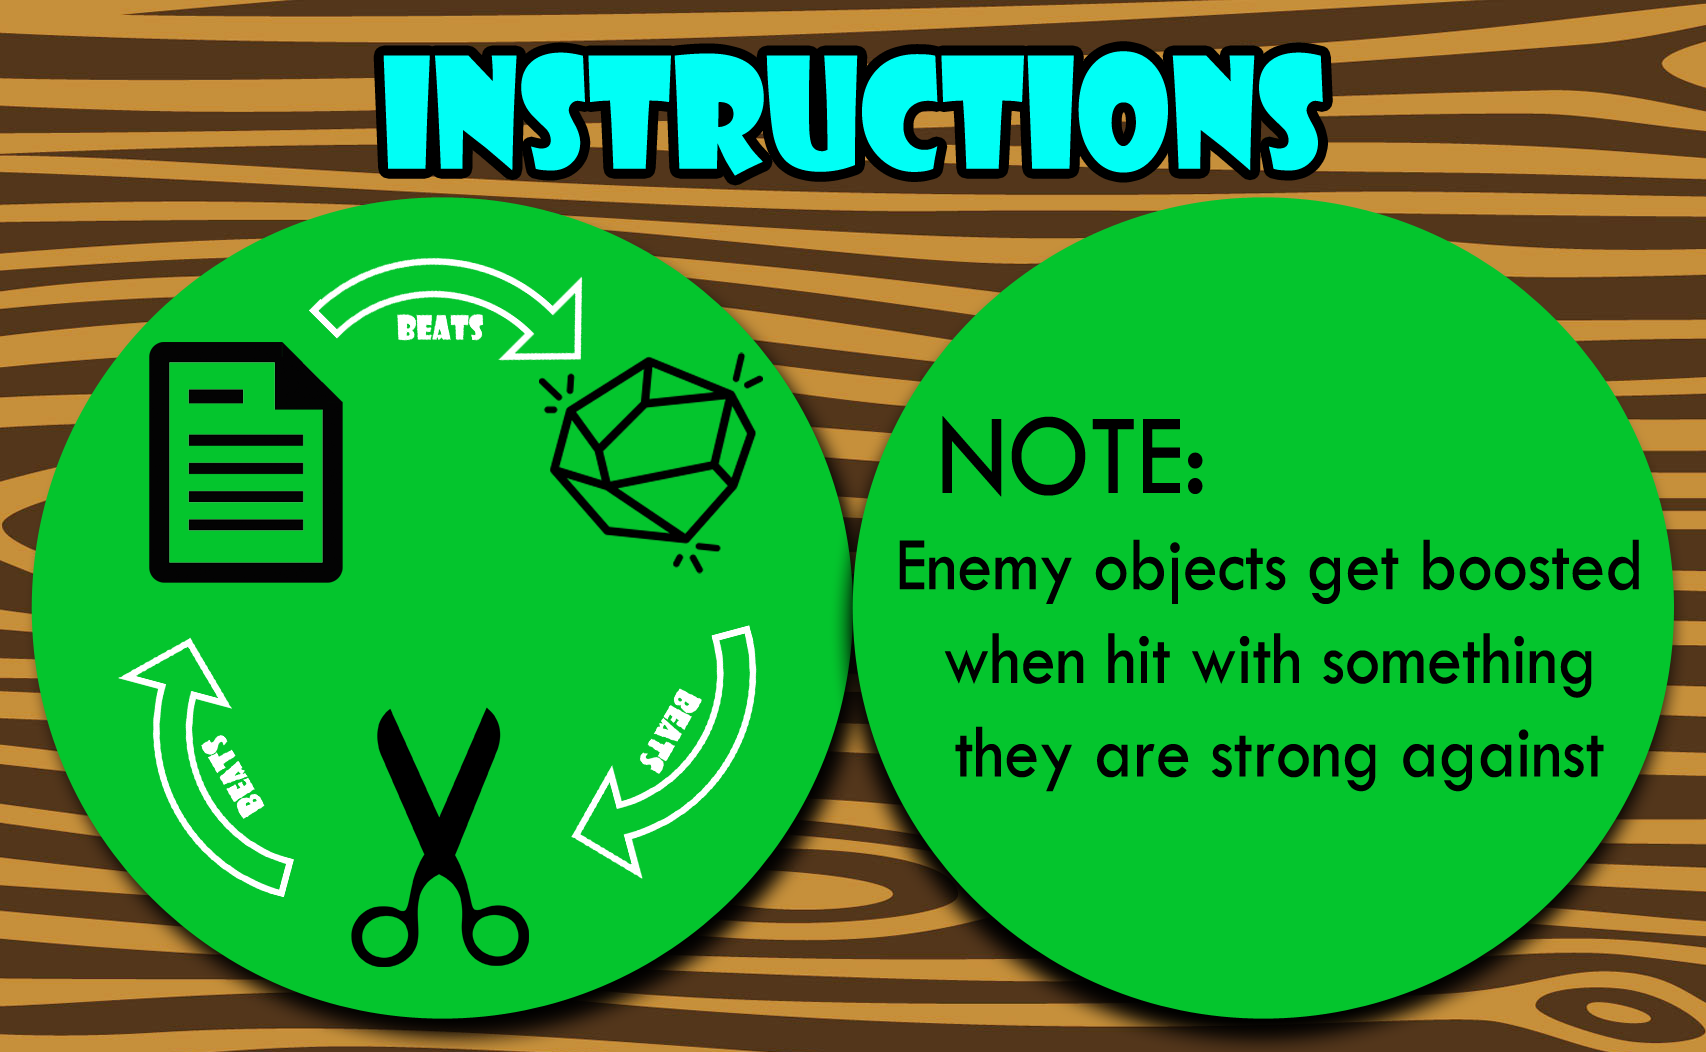 INSTRUCTIONS
BEATS
BEATS
BEATS
NOTE:
Enemy objects get boosted
when hit with something
they are strong against